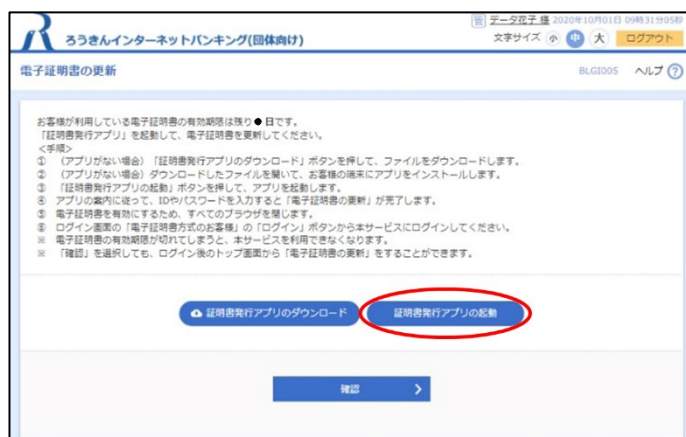 管 データ花子 様 2020年10月01日 09時31分05秒
ろうきんインターネットバンキング(団体向け)
文字サイズ 小 中 大 ログアウト
電子証明書の更新
BLGI005 ヘルプ ?
お客様が利用している電子証明書の有効期限は残り●日です。
「証明書発行アプリ」を起動して、電子証明書を更新してください。
<手順>
① (アプリがない場合)「証明書発行アプリのダウンロード」ボタンを押して、ファイルをダウンロードします。
② (アプリがない場合)ダウンロードしたファイルを開いて、お客様の端末にアプリをインストールします。
③ 「証明書発行アプリの起動」ボタンを押して、アプリを起動します。
④ アプリの案内に従って、IDやパスワードを入力すると「電子証明書の更新」が完了します。
⑤ 電子証明書を有効にするため、すべてのブラウザを閉じます。
⑥ ログイン画面の「電子証明書方式のお客様」の「ログイン」ボタンから本サービスにログインしてください。
※ 電子証明書の有効期限が切れてしまうと、本サービスを利用できなくなります。
※ 「確認」を選択しても、ログイン後のトップ画面から「電子証明書の更新」をすることができます。
証明書発行アプリのダウンロード
証明書発行アプリの起動
確認